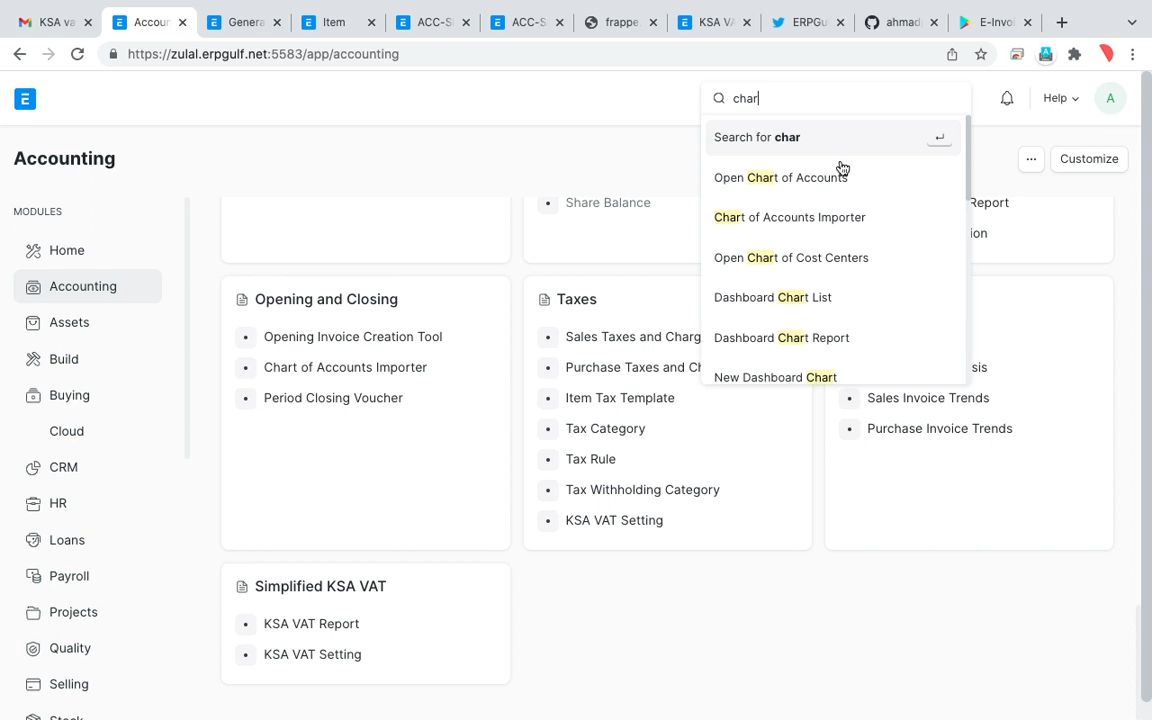 KSA va
Accour
Genera
Item
ACC-SI
ACC-S
frappe.
KSA VA
ERPGu
ahmad
E-Invoi
https://zulal.erpgulf.net:5583/app/accounting
E
char
Help
A
Accounting
Search for char
...
Customize
MODULES
Home
Accounting
Assets
Build
Buying
Cloud
CRM
HR
Loans
Payroll
Projects
Quality
Selling
Open Chart of Accounts
Chart of Accounts Importer
Open Chart of Cost Centers
Dashboard Chart List
Dashboard Chart Report
New Dashboard Chart
Share Balance
Report
Opening and Closing
Opening Invoice Creation Tool
Chart of Accounts Importer
Period Closing Voucher
Taxes
Sales Taxes and Charg
Purchase Taxes and Ch
Item Tax Template
Tax Category
Tax Rule
Tax Withholding Category
KSA VAT Setting
Sales Invoice Trends
Purchase Invoice Trends
Simplified KSA VAT
KSA VAT Report
KSA VAT Setting